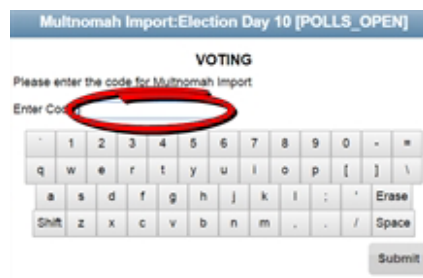 Multnomah Import:Election Day 10 [POLLS_OPEN]
VOTING
Please enter the code for Multnomah Import
Enter Code
` 1 2 3 4 5 6 7 8 9 0 - =
q w e r t y u i o p [ ] \
a s d f g h j k l ; ' Erase
Shift z x c v b n m , . / Space
Submit